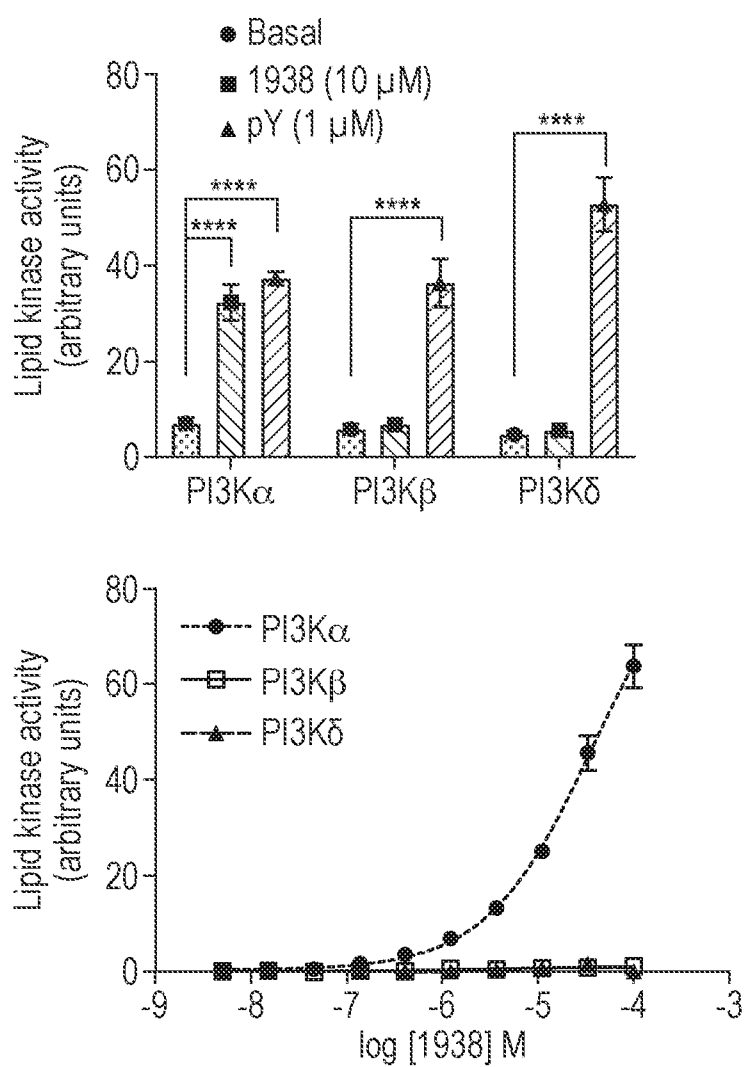 Basal
1938 (10 µM)
pY (1 µM)
Lipid kinase activity
(arbitrary units)
80
60
40
20
0
****
****
****
****
PI3Kα
PI3Kβ
PI3Kδ
Lipid kinase activity
(arbitrary units)
80
60
40
20
0
PI3Kα
PI3Kβ
PI3Kδ
-9
-8
-7
-6
-5
-4
-3
log [1938] M